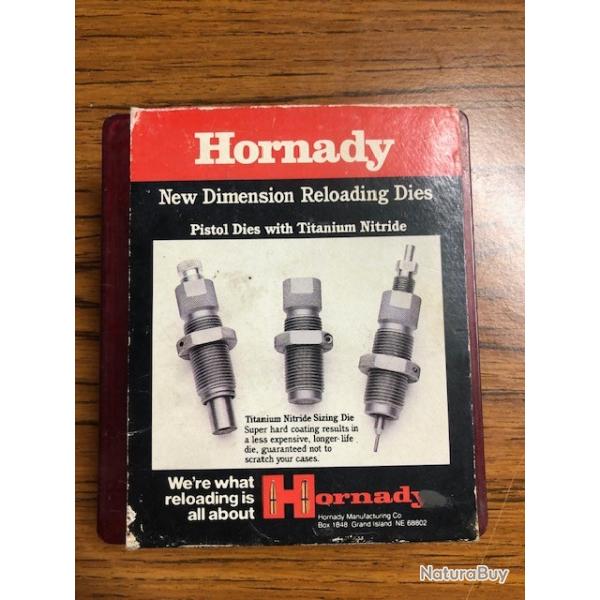 Hornady
New Dimension Reloading Dies
Pistol Dies with Titanium Nitride
Titanium Nitride Sizing Die
Super hard coating results in
a less expensive, longer-life
die, guaranteed not to
scratch your cases.
We're what
reloading is
all about
Hornady
Hornady Manufacturing Co
Box 1848 Grand Island NE 68802
NaturaBuy